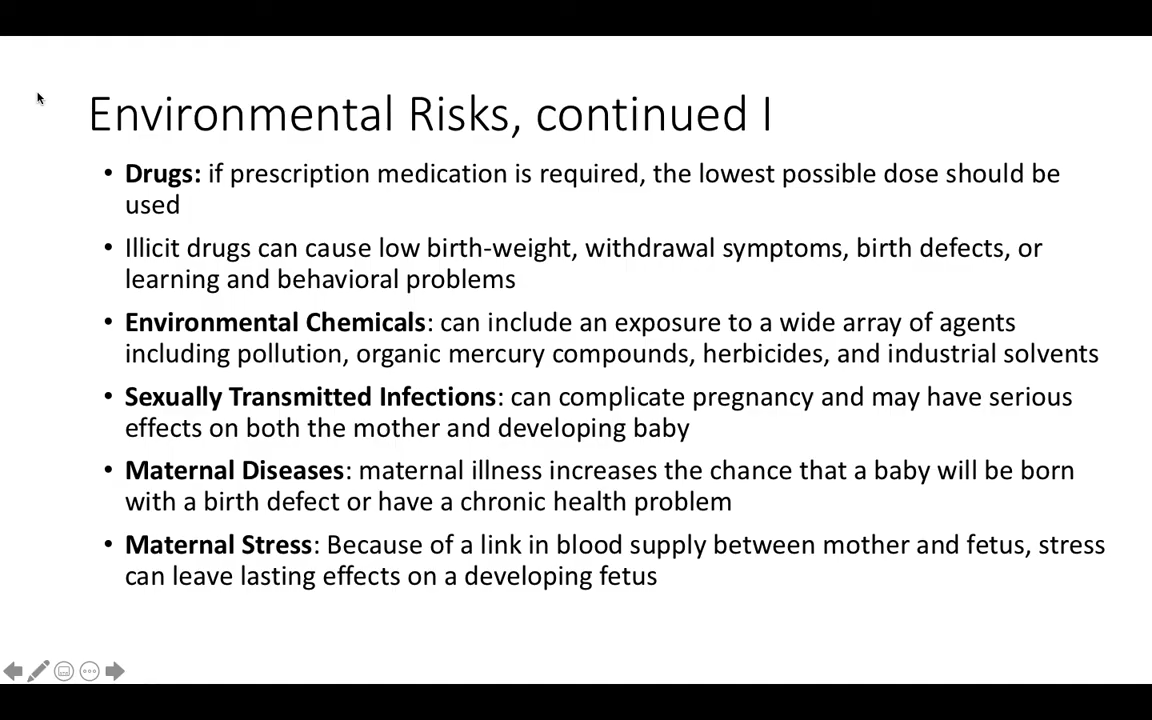 Environmental Risks, continued I
• Drugs: if prescription medication is required, the lowest possible dose should be
used
• Illicit drugs can cause low birth-weight, withdrawal symptoms, birth defects, or
learning and behavioral problems
• Environmental Chemicals: can include an exposure to a wide array of agents
including pollution, organic mercury compounds, herbicides, and industrial solvents
• Sexually Transmitted Infections: can complicate pregnancy and may have serious
effects on both the mother and developing baby
• Maternal Diseases: maternal illness increases the chance that a baby will be born
with a birth defect or have a chronic health problem
• Maternal Stress: Because of a link in blood supply between mother and fetus, stress
can leave lasting effects on a developing fetus